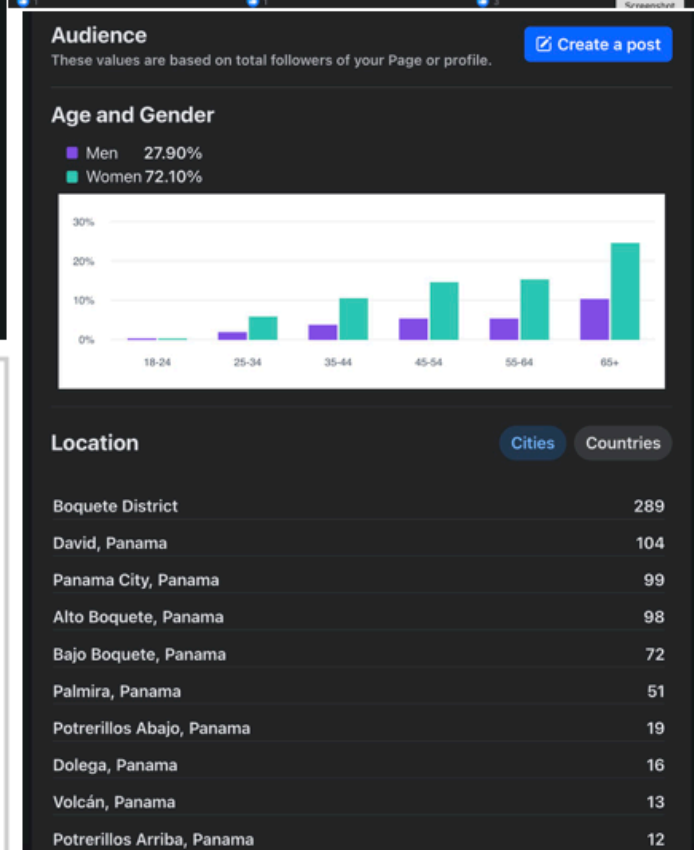 1 1 3
Screenshot
Audience
Create a post
These values are based on total followers of your Page or profile.
Age and Gender
Men 27.90%
Women 72.10%
30%
20%
10%
0%
18-24 25-34 35-44 45-54 55-64 65+
Location Cities Countries
Boquete District 289
David, Panama 104
Panama City, Panama 99
Alto Boquete, Panama 98
Bajo Boquete, Panama 72
Palmira, Panama 51
Potrerillos Abajo, Panama 19
Dolega, Panama 16
Volcán, Panama 13
Potrerillos Arriba, Panama 12